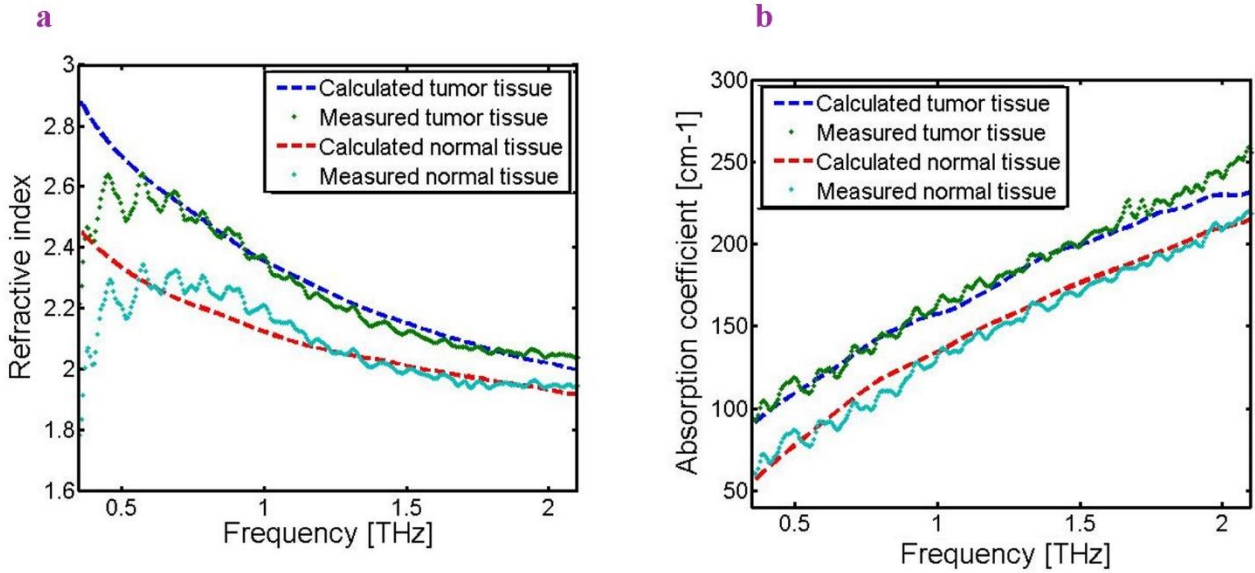 a
b
3
2.8
2.6
2.4
2.2
2
1.8
1.6
Refractive index
Calculated tumor tissue
Measured tumor tissue
Calculated normal tissue
Measured normal tissue
0.5
1
1.5
2
Frequency [THz]
300
250
200
150
100
50
Absorption coefficient [cm-1]
Calculated tumor tissue
Measured tumor tissue
Calculated normal tissue
Measured normal tissue
0.5
1
1.5
2
Frequency [THz]